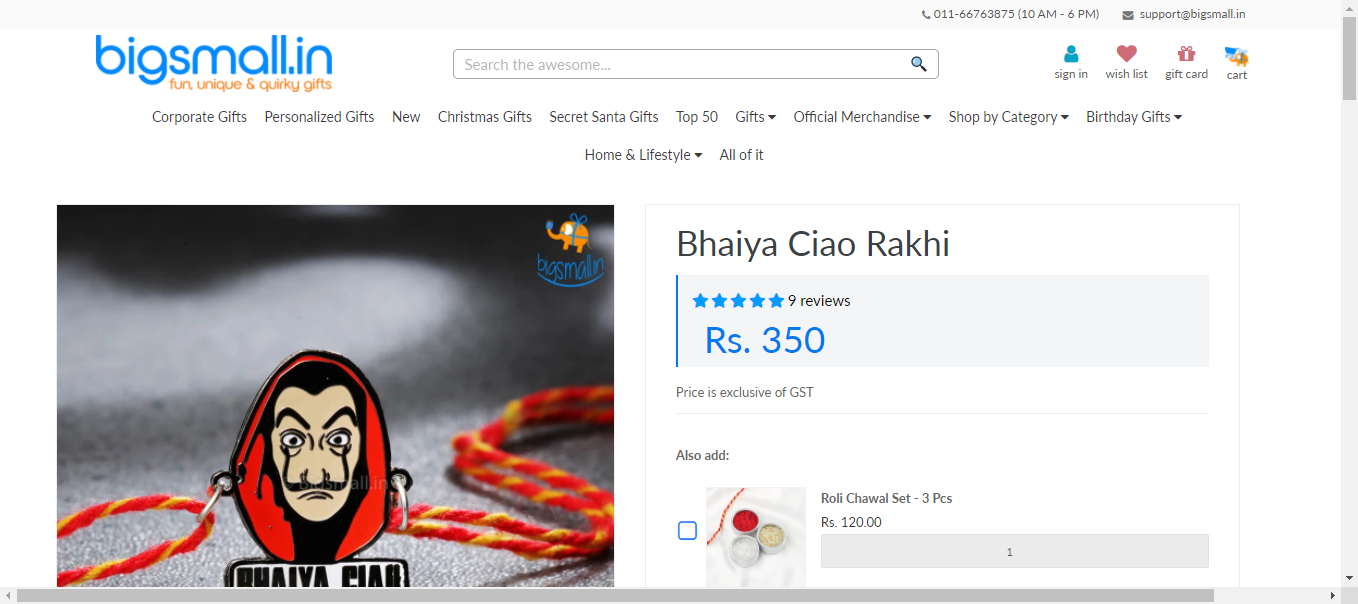 011-66763875 (10 AM - 6 PM) support@bigsmall.in
bigsmall.in
fun, unique & quirky gifts
Search the awesome...
sign in wish list gift card cart
Corporate Gifts Personalized Gifts New Christmas Gifts Secret Santa Gifts Top 50 Gifts Official Merchandise Shop by Category Birthday Gifts
Home & Lifestyle All of it
bigsmall.in
© bigsmall.in
BHAIYA CIAO
Bhaiya Ciao Rakhi
9 reviews
Rs. 350
Price is exclusive of GST
Also add:
Roli Chawal Set - 3 Pcs
Rs. 120.00
1